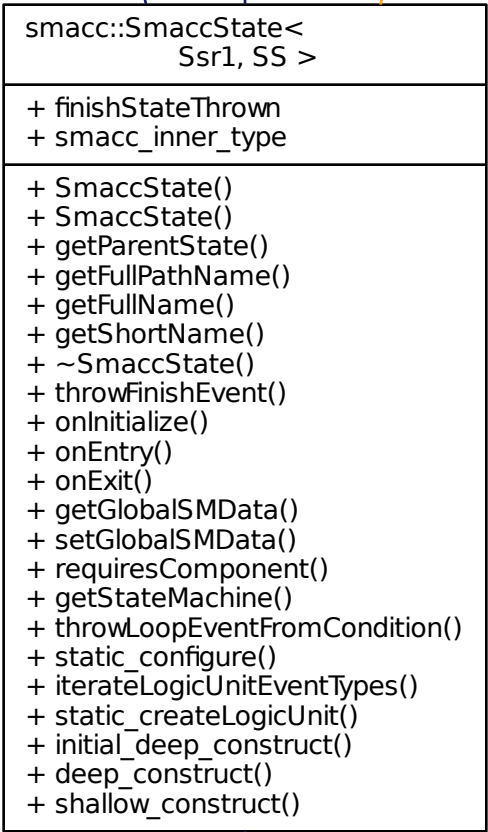 smacc::SmaccState<
Ssr1, SS >
+ finishStateThrown
+ smacc_inner_type
+ SmaccState()
+ SmaccState()
+ getParentState()
+ getFullPathName()
+ getFullName()
+ getShortName()
+ ~SmaccState()
+ throwFinishEvent()
+ onInitialize()
+ onEntry()
+ onExit()
+ getGlobalSMData()
+ setGlobalSMData()
+ requiresComponent()
+ getStateMachine()
+ throwLoopEventFromCondition()
+ static_configure()
+ iterateLogicUnitEventTypes()
+ static_createLogicUnit()
+ initial_deep_construct()
+ deep_construct()
+ shallow_construct()